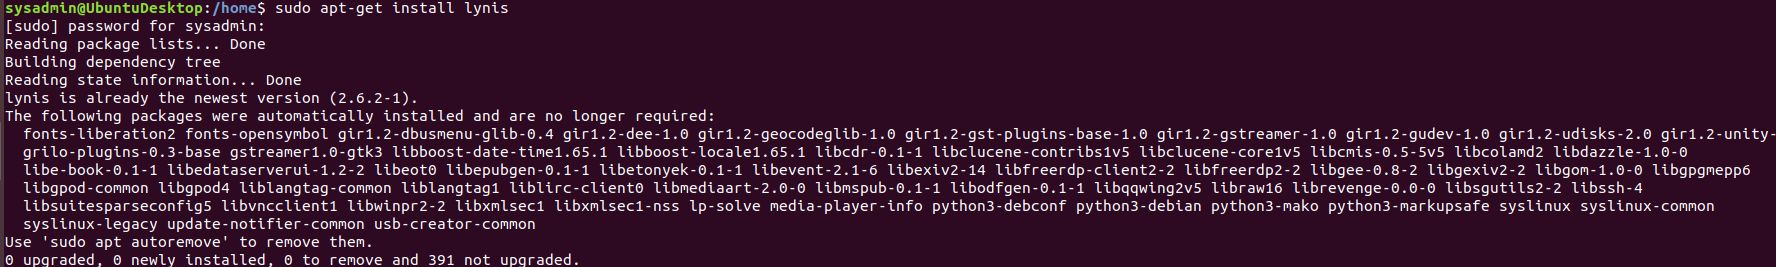 sysadmin@UbuntuDesktop:/home$ sudo apt-get install lynis
[sudo] password for sysadmin:
Reading package lists... Done
Building dependency tree
Reading state information... Done
lynis is already the newest version (2.6.2-1).
The following packages were automatically installed and are no longer required:
fonts-liberation2 fonts-opensymbol gir1.2-dbusmenu-glib-0.4 gir1.2-dee-1.0 gir1.2-geocodeglib-1.0 gir1.2-gst-plugins-base-1.0 gir1.2-gstreamer-1.0 gir1.2-gudev-1.0 gir1.2-udisks-2.0 gir1.2-unity-
grilo-plugins-0.3-base gstreamer1.0-gtk3 libboost-date-time1.65.1 libboost-locale1.65.1 libcdr-0.1-1 libclucene-contribs1v5 libclucene-core1v5 libcmis-0.5-5v5 libcolamd2 libdazzle-1.0-0
libe-book-0.1-1 libedataserverui-1.2-2 libeot0 libepubgen-0.1-1 libetonyek-0.1-1 libevent-2.1-6 libexiv2-14 libfreerdp-client2-2 libfreerdp2-2 libgee-0.8-2 libgexiv2-2 libgom-1.0-0 libgpgmepp6
libgpod-common libgpod4 liblangtag-common liblangtag1 liblirc-client0 libmediaart-2.0-0 libmspub-0.1-1 libodfgen-0.1-1 libqqwing2v5 libraw16 librevenge-0.0-0 libsgutils2-2 libssh-4
libsuitesparseconfig5 libvncclient1 libwinpr2-2 libxmlsec1 libxmlsec1-nss lp-solve media-player-info python3-debconf python3-debian python3-mako python3-markupsafe syslinux syslinux-common
syslinux-legacy update-notifier-common usb-creator-common
Use 'sudo apt autoremove' to remove them.
0 upgraded, 0 newly installed, 0 to remove and 391 not upgraded.